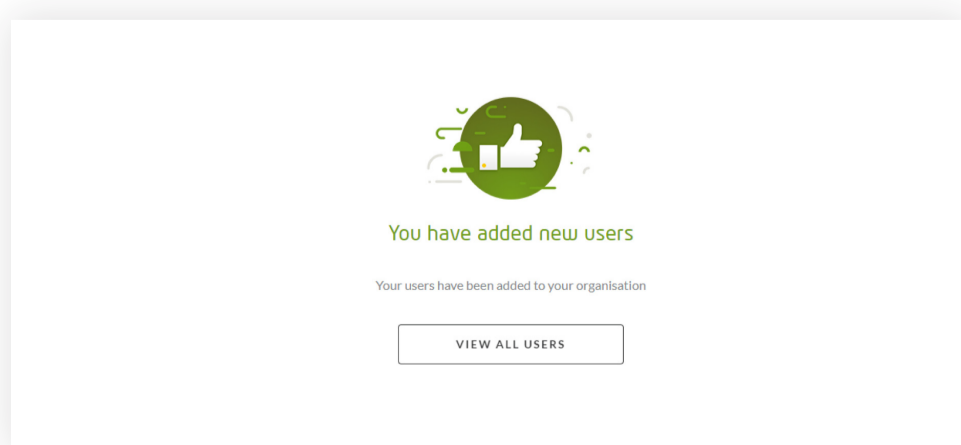 You have added new users
Your users have been added to your organisation
VIEW ALL USERS